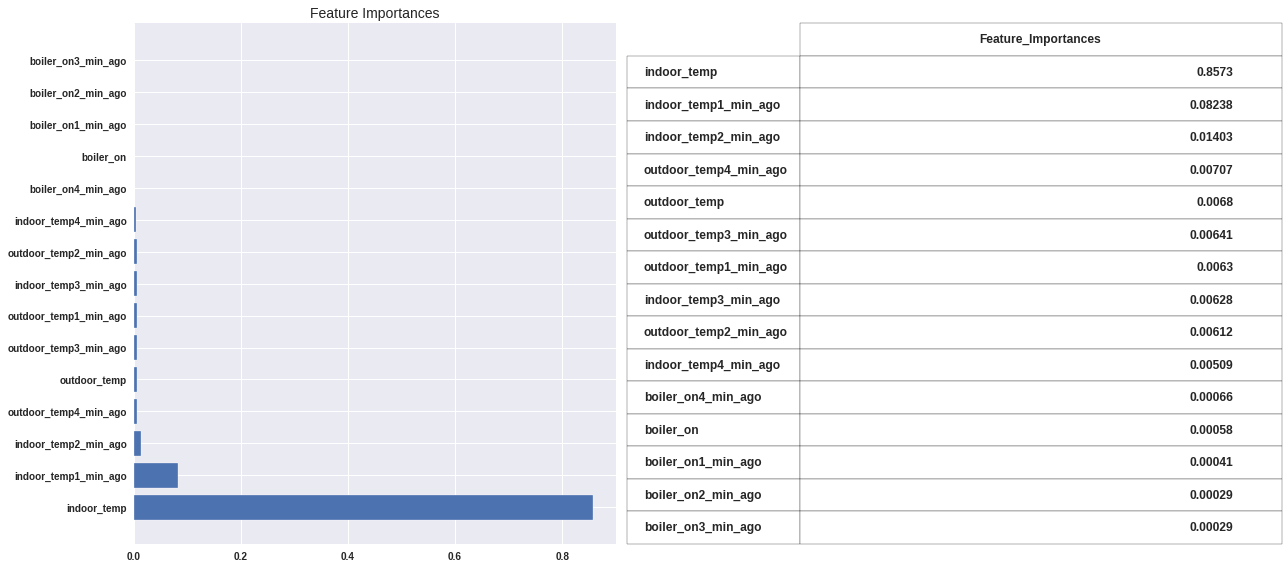 Feature Importances
boiler_on3_min_ago
boiler_on2_min_ago
boiler_on1_min_ago
boiler_on
boiler_on4_min_ago
indoor_temp4_min_ago
outdoor_temp2_min_ago
indoor_temp3_min_ago
outdoor_temp1_min_ago
outdoor_temp3_min_ago
outdoor_temp
outdoor_temp4_min_ago
indoor_temp2_min_ago
indoor_temp1_min_ago
indoor_temp
0.0 0.2 0.4 0.6 0.8
Feature_Importances
indoor_temp 0.8573
indoor_temp1_min_ago 0.08238
indoor_temp2_min_ago 0.01403
outdoor_temp4_min_ago 0.00707
outdoor_temp 0.0068
outdoor_temp3_min_ago 0.00641
outdoor_temp1_min_ago 0.0063
indoor_temp3_min_ago 0.00628
outdoor_temp2_min_ago 0.00612
indoor_temp4_min_ago 0.00509
boiler_on4_min_ago 0.00066
boiler_on 0.00058
boiler_on1_min_ago 0.00041
boiler_on2_min_ago 0.00029
boiler_on3_min_ago 0.00029